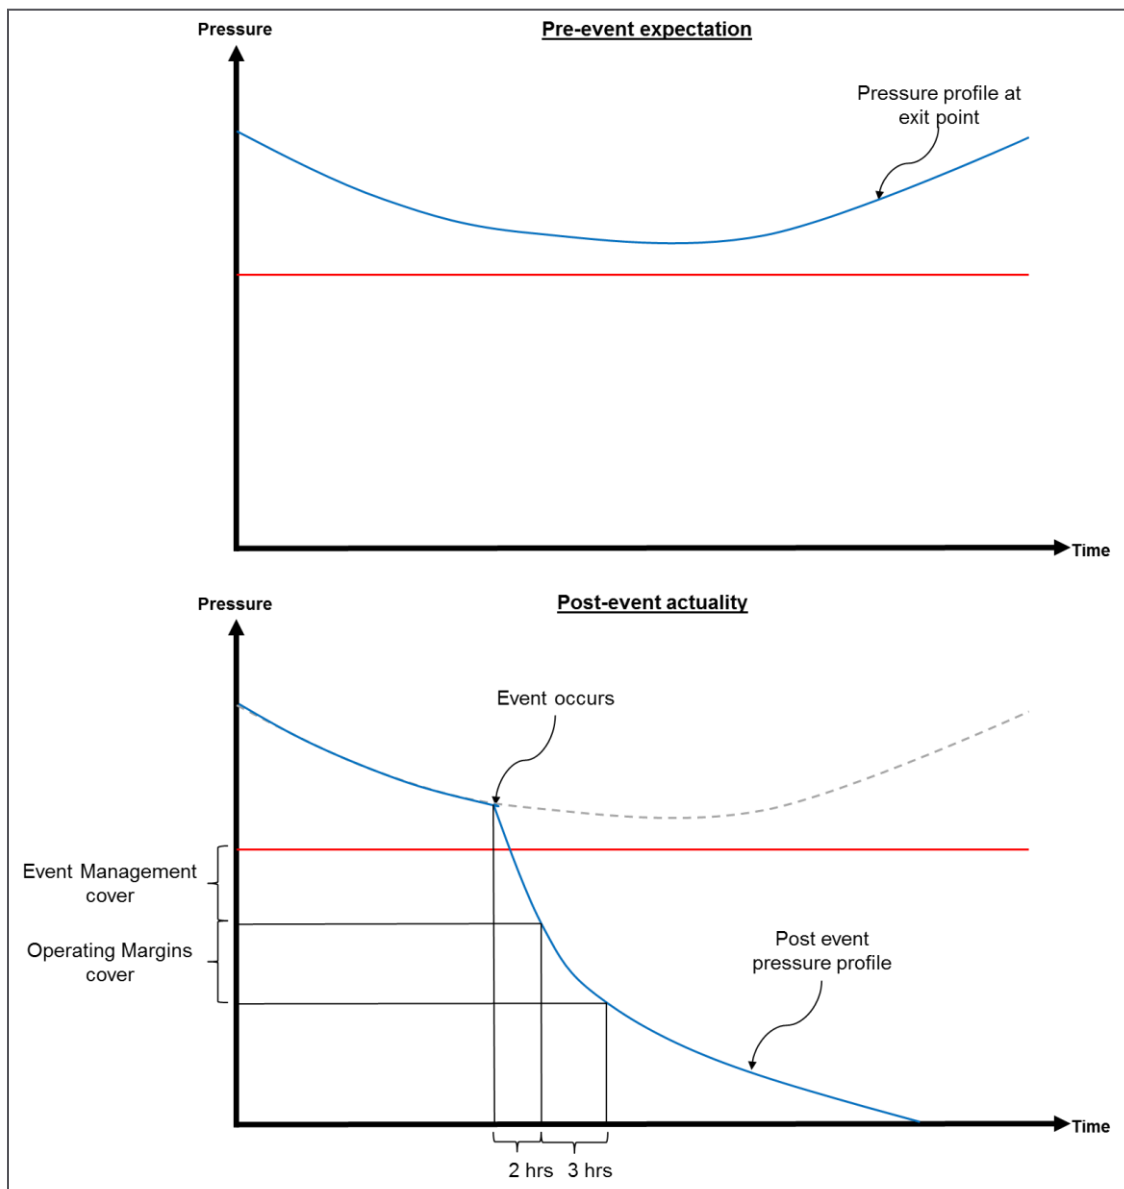 Pressure
Pre-event expectation
Pressure profile at
exit point
Time
Pressure
Post-event actuality
Event occurs
Event Management
cover
Operating Margins
cover
Post event
pressure profile
Time
2 hrs
3 hrs